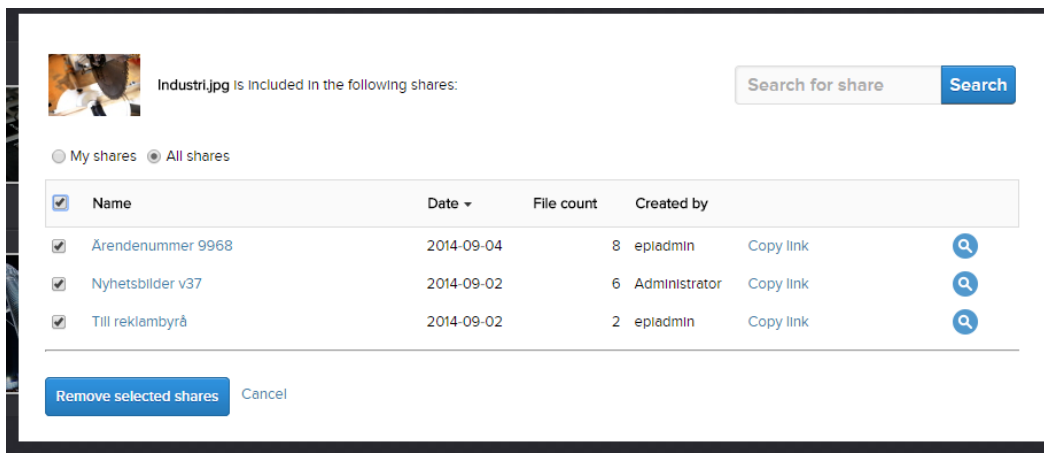 Industri.jpg is included in the following shares:
Search for share Search
My shares All shares
Name Date File count Created by
Ärendenummer 9968 2014-09-04 8 epiadmin Copy link
Nyhetsbilder v37 2014-09-02 6 Administrator Copy link
Till reklambyrå 2014-09-02 2 epiadmin Copy link
Remove selected shares Cancel